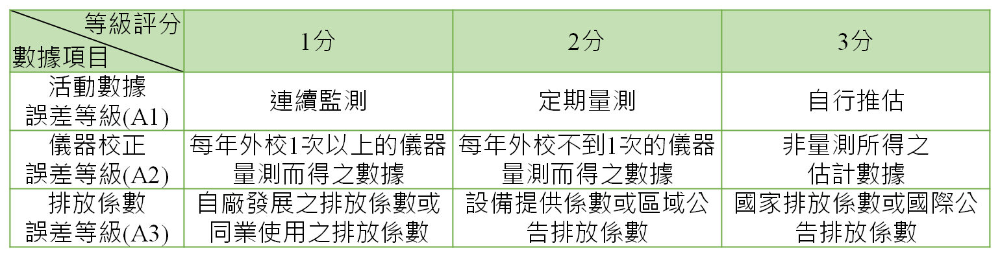 等級評分
數據項目
1分
2分
3分
活動數據
誤差等級(A1)
連續監測
定期量測
自行推估
儀器校正
誤差等級(A2)
每年外校1次以上的儀器
量測而得之數據
每年外校不到1次的儀器
量測而得之數據
非量測所得之
估計數據
排放係數
誤差等級(A3)
自廠發展之排放係數或
同業使用之排放係數
設備提供係數或區域公
告排放係數
國家排放係數或國際公
告排放係數